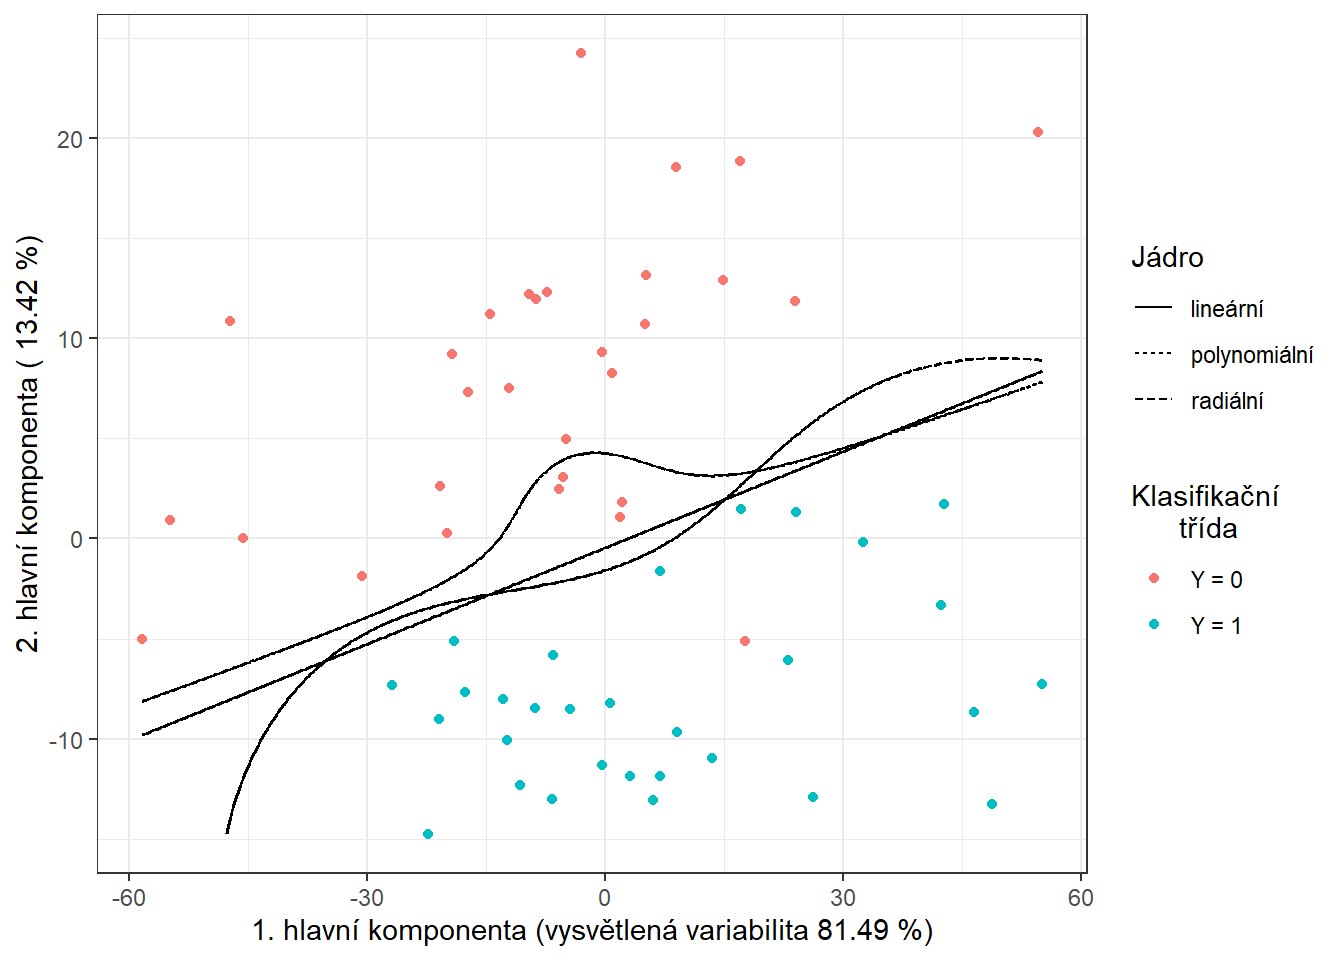 20
10
0
-10
-60
-30
0
30
60
1. hlavní komponenta (vysvětlená variabilita 81.49 %)
2. hlavní komponenta ( 13.42 %)
Jádro
lineární
polynomiální
radiální
Klasifikační
třída
Y = 0
Y = 1